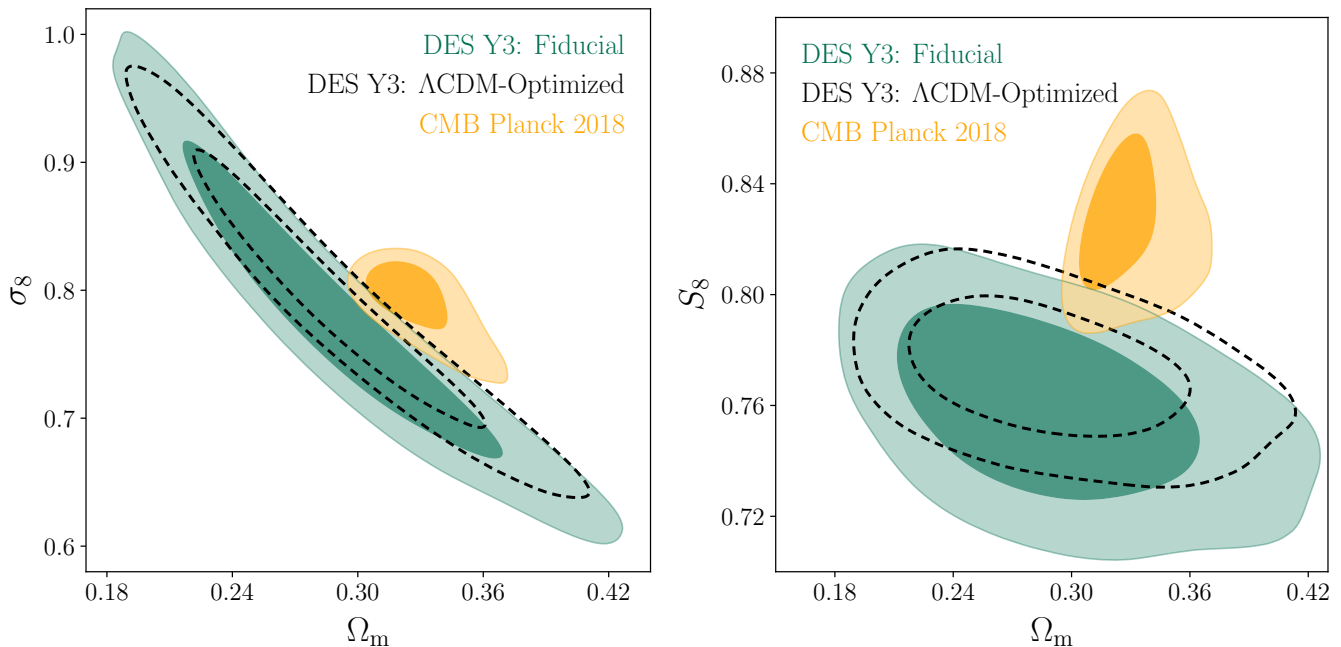 DES Y3: Fiducial
DES Y3: ΛCDM-Optimized
CMB Planck 2018
1.0
0.9
0.8
0.7
0.6
σ8
0.18 0.24 0.30 0.36 0.42
Ωm
DES Y3: Fiducial
DES Y3: ΛCDM-Optimized
CMB Planck 2018
0.88
0.84
0.80
0.76
0.72
S8
0.18 0.24 0.30 0.36 0.42
Ωm